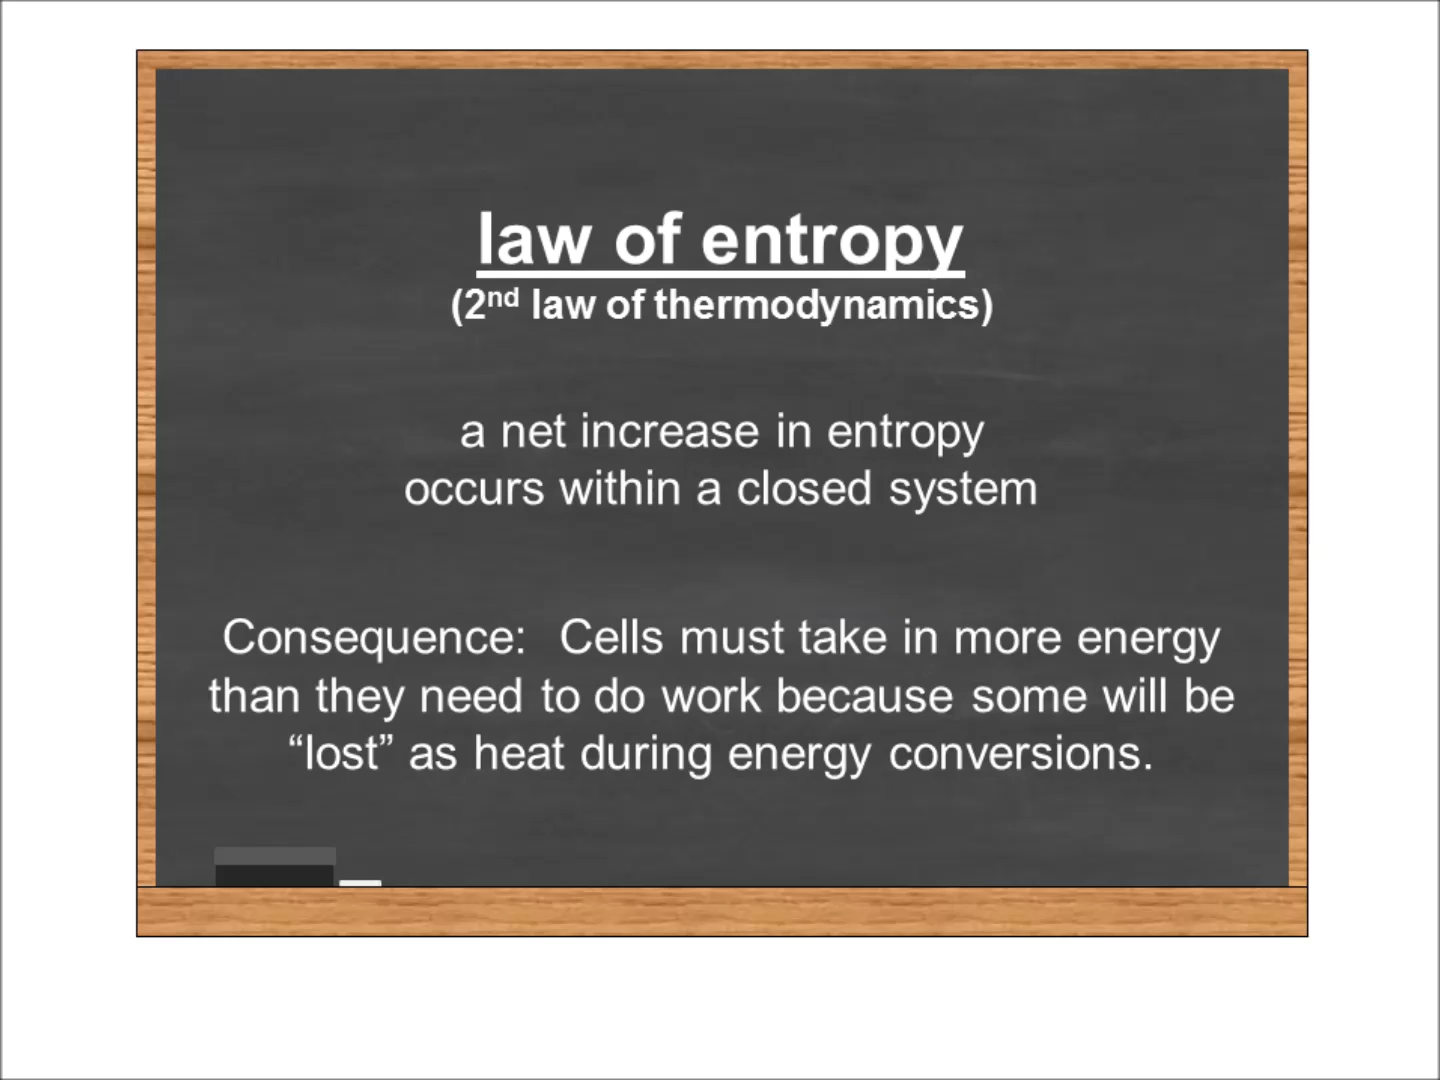 law of entropy
(2nd law of thermodynamics)
a net increase in entropy
occurs within a closed system
Consequence:  Cells must take in more energy
than they need to do work because some will be
“lost” as heat during energy conversions.